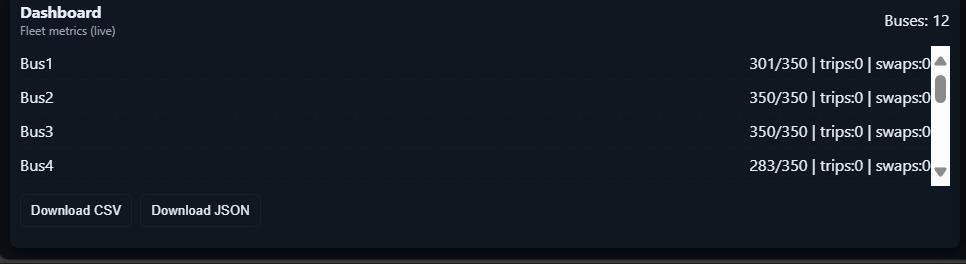 Dashboard
Fleet metrics (live)
Buses: 12
Bus1 301/350 | trips:0 | swaps:0
Bus2 350/350 | trips:0 | swaps:0
Bus3 350/350 | trips:0 | swaps:0
Bus4 283/350 | trips:0 | swaps:0
Download CSV Download JSON